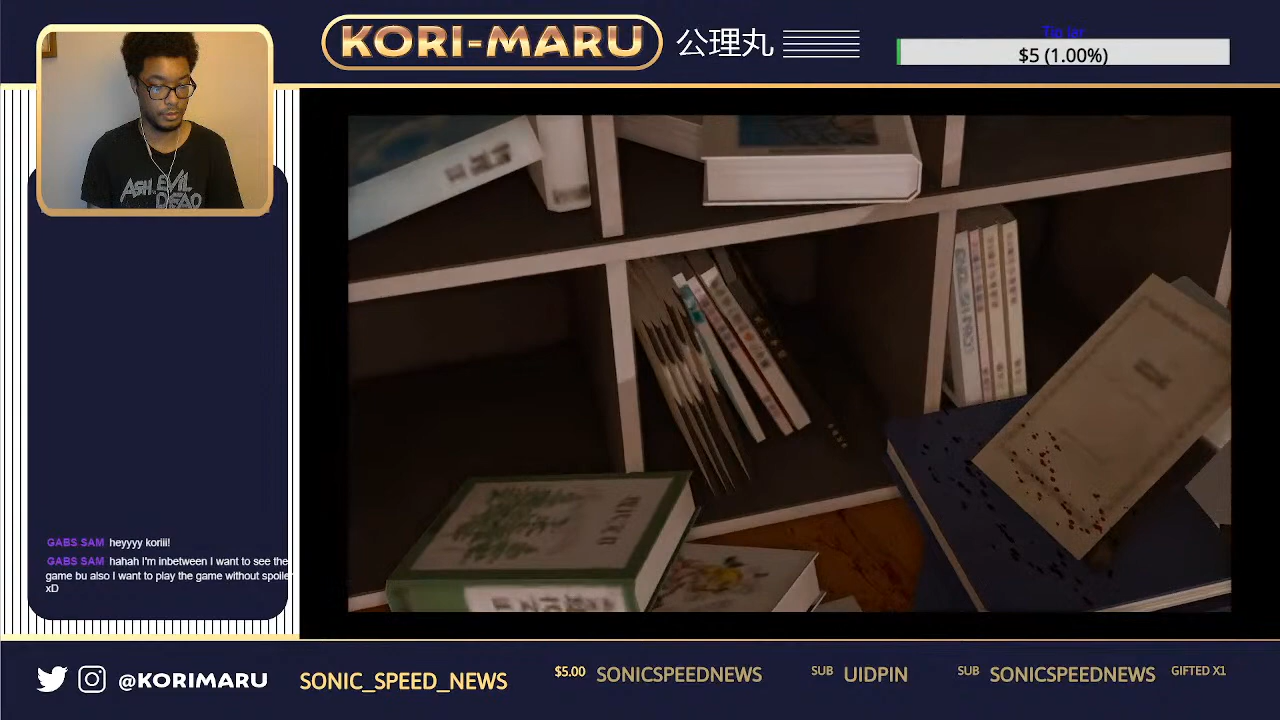 KORI-MARU 公理丸
Tip jar
$5 (1.00%)
ASH EVIL
DEAD
GABS SAM heyyyy koriii!
GABS SAM hahah I'm inbetween I want to see the
game bu also I want to play the game without spoiler
xD
@KORIMARU
SONIC_SPEED_NEWS
$5.00 SONICSPEEDNEWS
SUB UIDPIN
SUB SONICSPEEDNEWS GIFTED X1